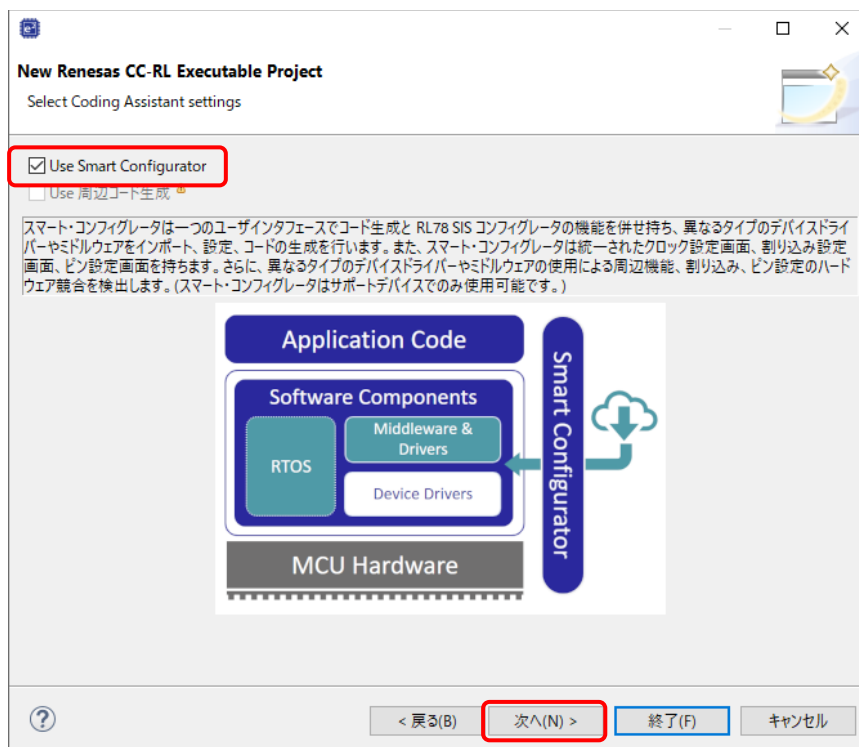 New Renesas CC-RL Executable Project
Select Coding Assistant settings
Use Smart Configurator
Use 周辺コード生成
スマート・コンフィグレータは一つのユーザインタフェースでコード生成と RL78 SIS コンフィグレータの機能を併せ持ち、異なるタイプのデバイスドライ
バーやミドルウェアをインポート、設定、コードの生成を行います。また、スマート・コンフィグレータは統一されたクロック設定画面、割り込み設定
画面、ピン設定画面を持ちます。さらに、異なるタイプのデバイスドライバーやミドルウェアの使用による周辺機能、割り込み、ピン設定のハード
ウェア競合を検出します。(スマート・コンフィグレータはサポートデバイスでのみ使用可能です。)
Application Code
Software Components
RTOS
Middleware &
Drivers
Device Drivers
MCU Hardware
Smart Configurator
< 戻る(B)
次へ(N) >
終了(F)
キャンセル